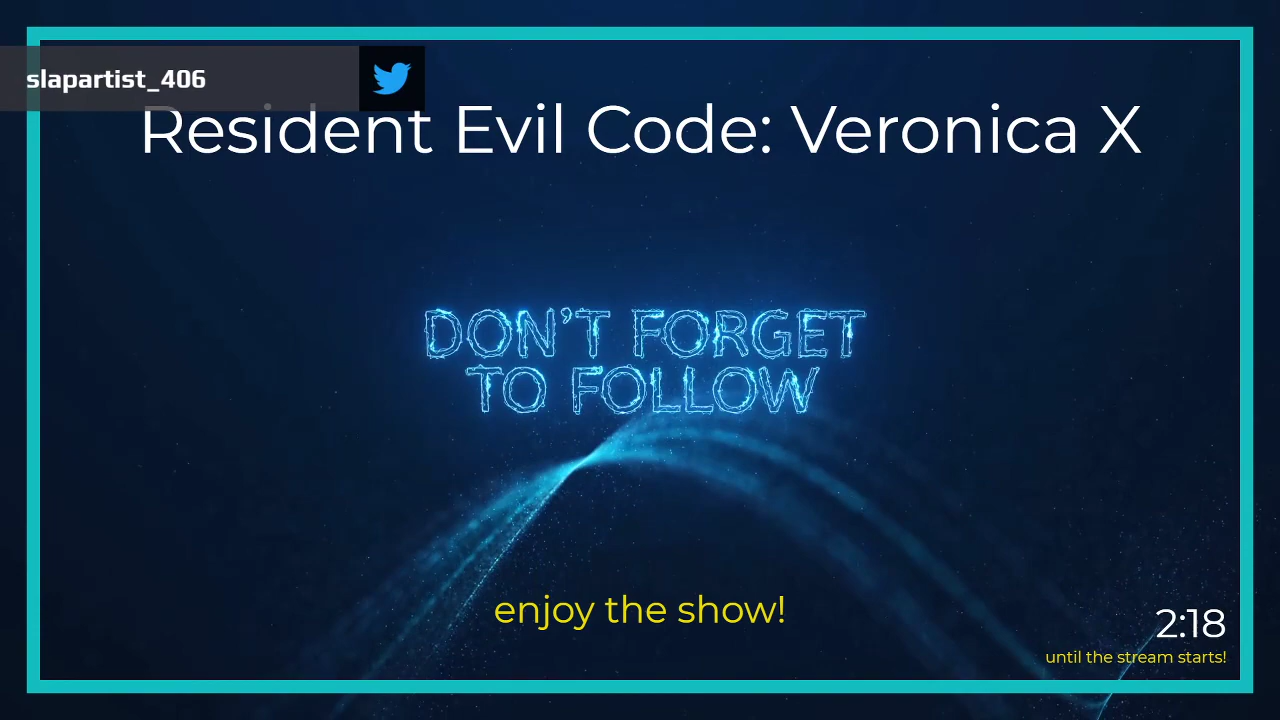 slapartist_406
Resident Evil Code: Veronica X
DON'T FORGET
TO FOLLOW
enjoy the show!
2:18
until the stream starts!